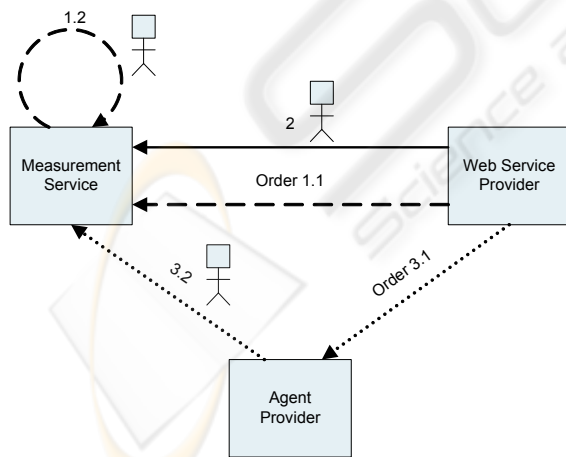 1.2
2
Measurement
Service
Web Service
Provider
Order 1.1
3.2
Order 3.1
Agent
Provider